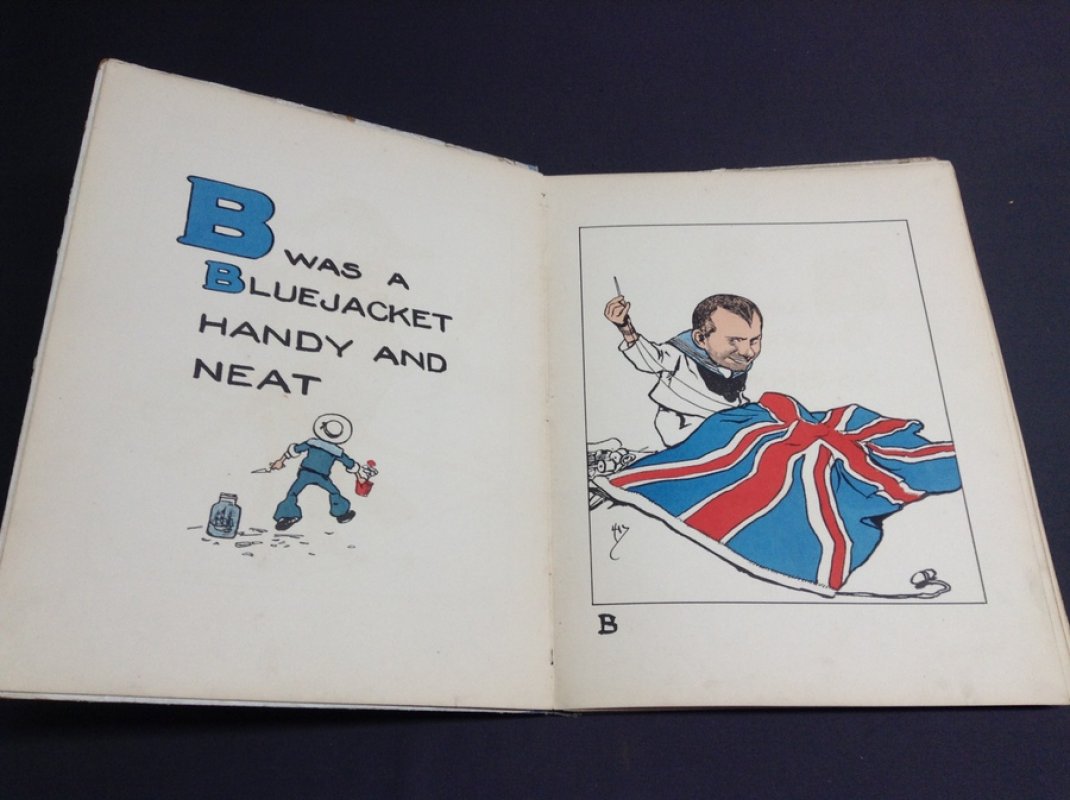 B WAS A
BLUEJACKET
HANDY AND
NEAT
B